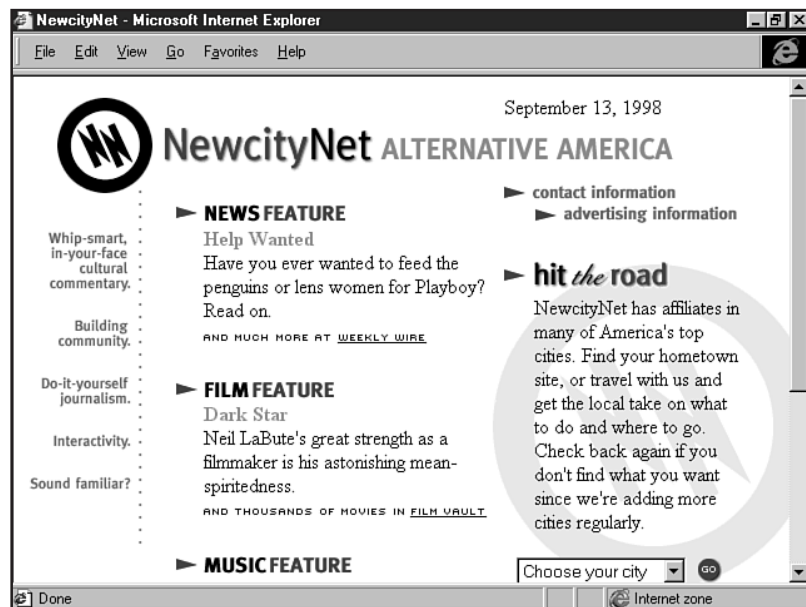 NewcityNet - Microsoft Internet Explorer
File Edit View Go Favorites Help
September 13, 1998
NewcityNet ALTERNATIVE AMERICA
contact information
advertising information
Whip-smart,
in-your-face
cultural
commentary.
Building
community.
Do-it-yourself
journalism.
Interactivity.
Sound familiar?
NEWS FEATURE
Help Wanted
Have you ever wanted to feed the
penguins or lens women for Playboy?
Read on.
AND MUCH MORE AT WEEKLY WIRE
FILM FEATURE
Dark Star
Neil LaBute's great strength as a
filmmaker is his astonishing mean-
spiritedness.
AND THOUSANDS OF MOVIES IN FILM VAULT
MUSIC FEATURE
hit the road
NewcityNet has affiliates in
many of America's top
cities. Find your hometown
site, or travel with us and
get the local take on what
to do and where to go.
Check back again if you
don't find what you want
since we're adding more
cities regularly.
Choose your city GO
Done
Internet zone